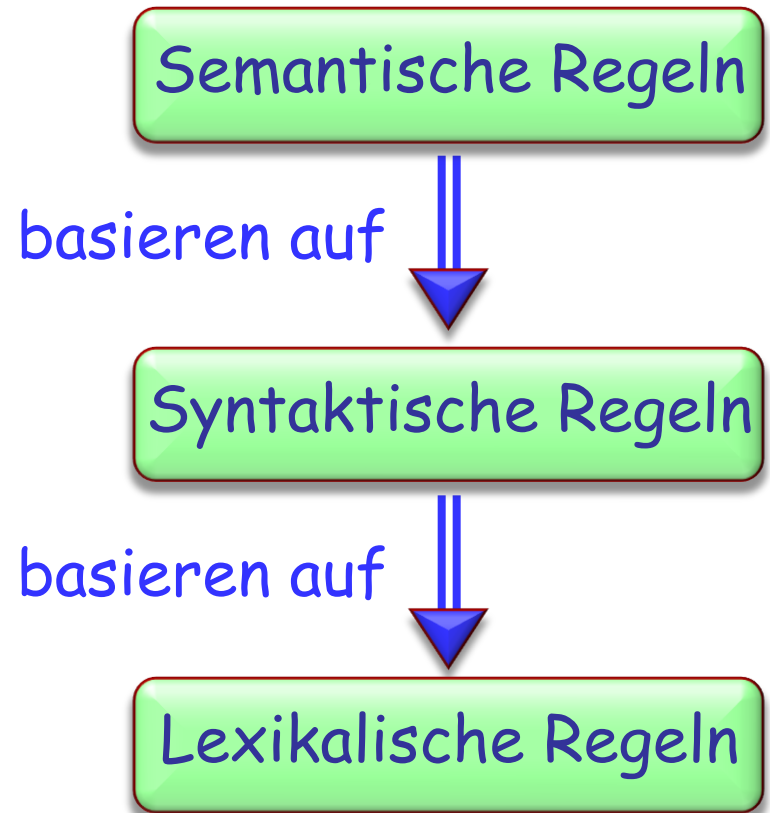 Semantische Regeln
basieren auf
Syntaktische Regeln
basieren auf
Lexikalische Regeln